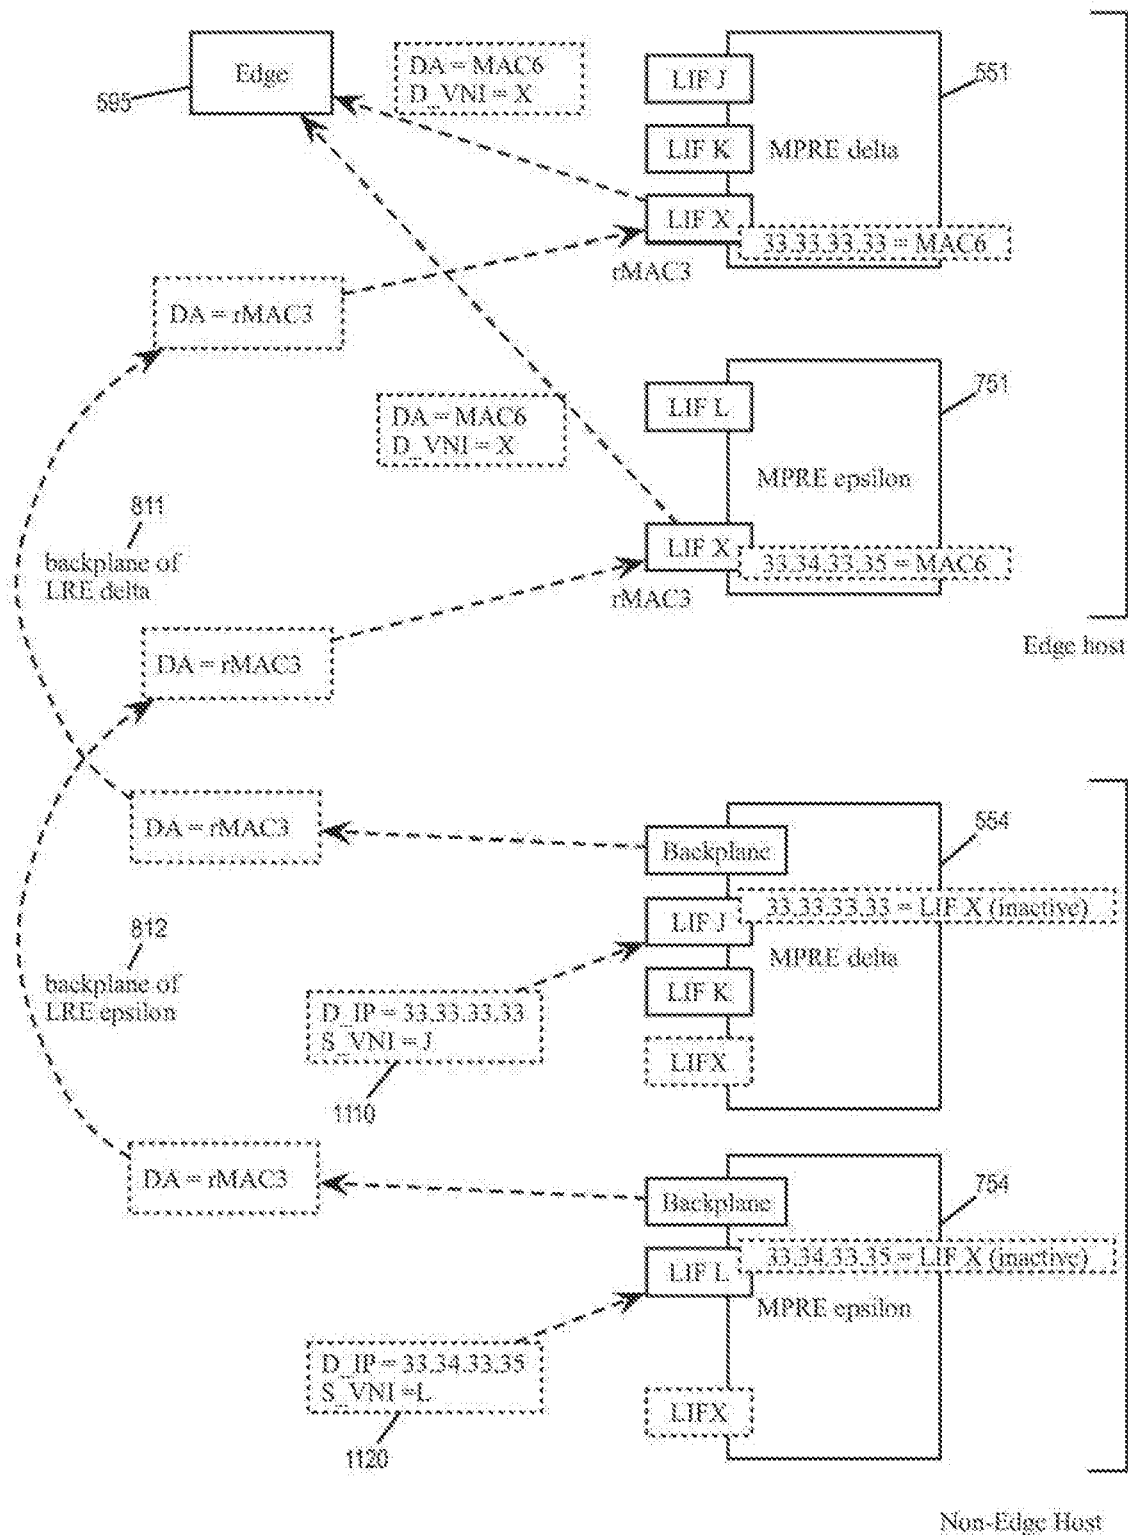 Edge
595
DA = MAC6
D_VNI = X
LIF J
LIF K
MPRE delta
LIF X
33.33.33.33 = MAC6
rMAC3
551
DA = rMAC3
DA = MAC6
D_VNI = X
LIF L
751
MPRE epsilon
LIF X
33.34.33.35 = MAC6
rMAC3
811
backplane of
LRE delta
Edge host
DA = rMAC3
DA = rMAC3
Backplane
554
33.33.33.33 = LIF X (inactive)
LIF J
MPRE delta
LIF K
812
backplane of
LRE epsilon
D_IP = 33.33.33.33
S_VNI = J
LIFX
1110
DA = rMAC3
Backplane
754
33.34.33.35 = LIF X (inactive)
LIF L
MPRE epsilon
D_IP = 33.34.33.35
S_VNI =L
LIFX
1120
Non-Edge Host